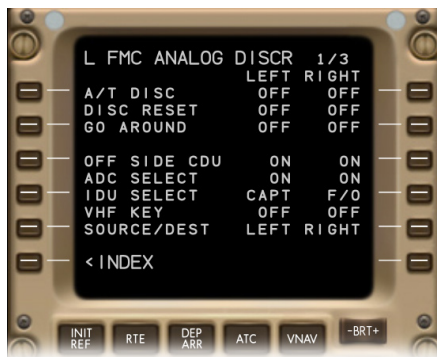 L FMC ANALOG DISCR 1/3
LEFT RIGHT
A/T DISC OFF OFF
DISC RESET OFF OFF
GO AROUND OFF OFF
OFF SIDE CDU ON ON
ADC SELECT ON ON
IDU SELECT CAPT F/O
VHF KEY OFF OFF
SOURCE/DEST LEFT RIGHT
<INDEX
INIT REF
RTE
DEP ARR
ATC
VNAV
-BRT+